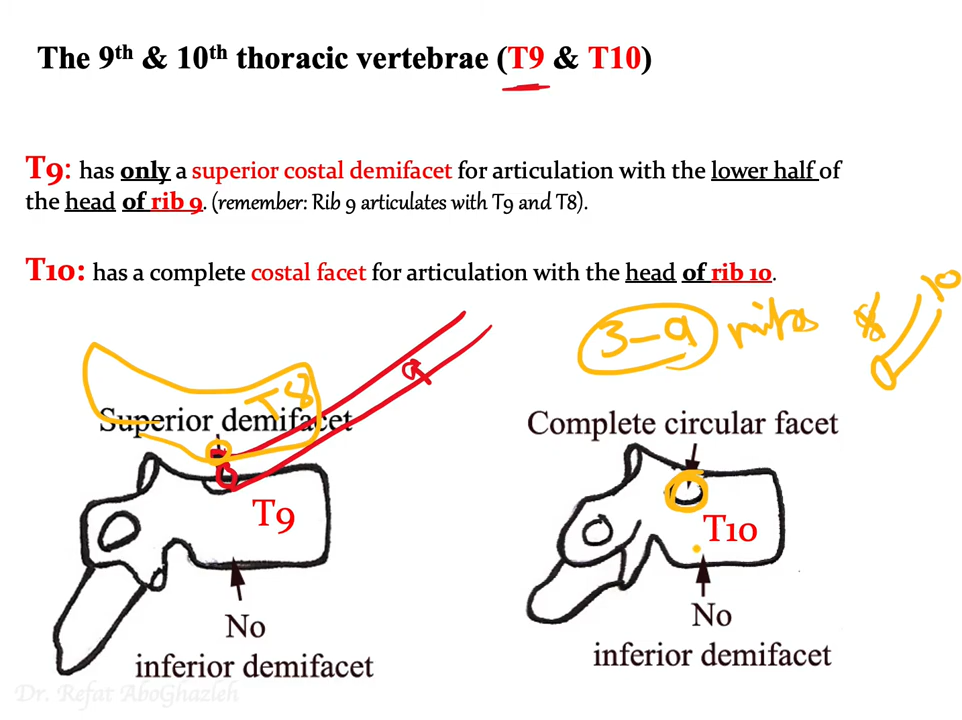 The 9th & 10th thoracic vertebrae (T9 & T10)
T9: has only a superior costal demifacet for articulation with the lower half of
the head of rib 9. (remember: Rib 9 articulates with T9 and T8).
T10: has a complete costal facet for articulation with the head of rib 10.
3-9 ribs 8 10
T8 9
Superior demifacet
Complete circular facet
T9
T10
No
inferior demifacet
No
inferior demifacet
Dr. Refat AboGhazleh